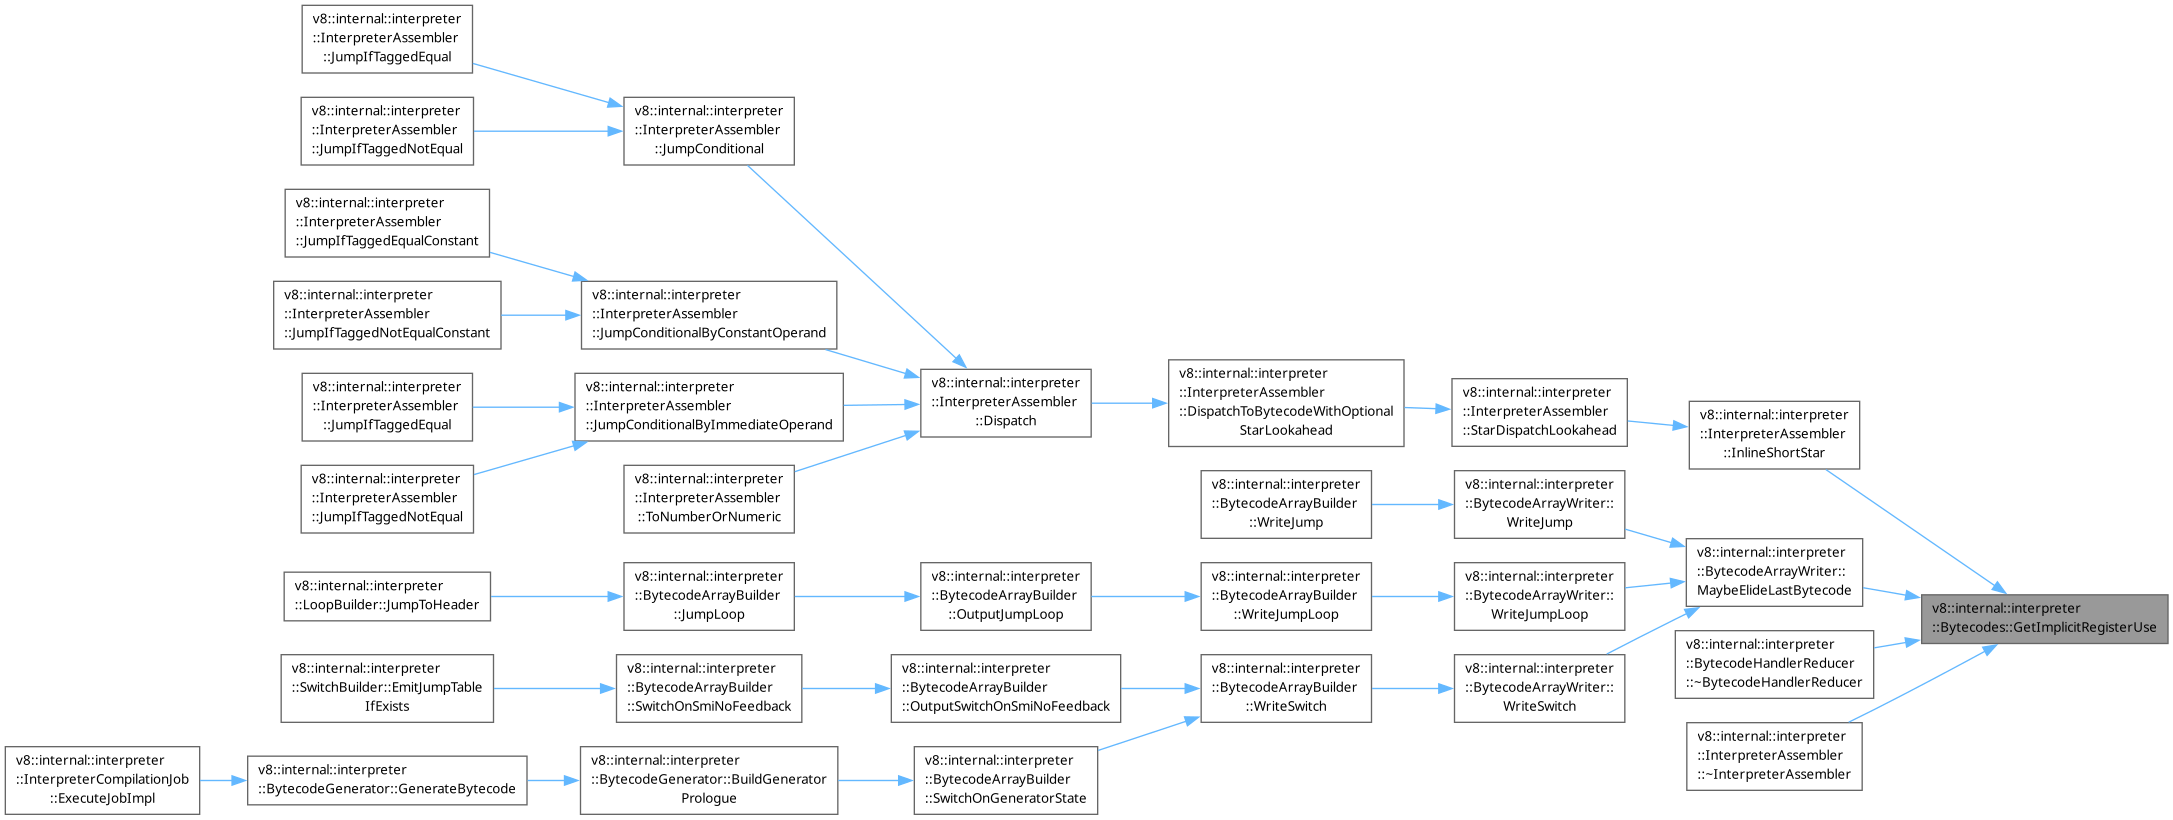 v8::internal::interpreter
::InterpreterAssembler
::JumpIfTaggedEqual
v8::internal::interpreter
::InterpreterAssembler
::JumpIfTaggedNotEqual
v8::internal::interpreter
::InterpreterAssembler
::JumpConditional
v8::internal::interpreter
::InterpreterAssembler
::JumpIfTaggedEqualConstant
v8::internal::interpreter
::InterpreterAssembler
::JumpIfTaggedNotEqualConstant
v8::internal::interpreter
::InterpreterAssembler
::JumpConditionalByConstantOperand
v8::internal::interpreter
::InterpreterAssembler
::JumpIfTaggedEqual
v8::internal::interpreter
::InterpreterAssembler
::JumpConditionalByImmediateOperand
v8::internal::interpreter
::InterpreterAssembler
::Dispatch
v8::internal::interpreter
::InterpreterAssembler
::DispatchToBytecodeWithOptional
StarLookahead
v8::internal::interpreter
::InterpreterAssembler
::StarDispatchLookahead
v8::internal::interpreter
::InterpreterAssembler
::InlineShortStar
v8::internal::interpreter
::InterpreterAssembler
::JumpIfTaggedNotEqual
v8::internal::interpreter
::InterpreterAssembler
::ToNumberOrNumeric
v8::internal::interpreter
::BytecodeArrayBuilder
::WriteJump
v8::internal::interpreter
::BytecodeArrayWriter::
WriteJump
v8::internal::interpreter
::BytecodeArrayWriter::
MaybeElideLastBytecode
v8::internal::interpreter
::LoopBuilder::JumpToHeader
v8::internal::interpreter
::BytecodeArrayBuilder
::JumpLoop
v8::internal::interpreter
::BytecodeArrayBuilder
::OutputJumpLoop
v8::internal::interpreter
::BytecodeArrayBuilder
::WriteJumpLoop
v8::internal::interpreter
::BytecodeArrayWriter::
WriteJumpLoop
v8::internal::interpreter
::Bytecodes::GetImplicitRegisterUse
v8::internal::interpreter
::BytecodeHandlerReducer
::~BytecodeHandlerReducer
v8::internal::interpreter
::SwitchBuilder::EmitJumpTable
IfExists
v8::internal::interpreter
::BytecodeArrayBuilder
::SwitchOnSmiNoFeedback
v8::internal::interpreter
::BytecodeArrayBuilder
::OutputSwitchOnSmiNoFeedback
v8::internal::interpreter
::BytecodeArrayBuilder
::WriteSwitch
v8::internal::interpreter
::BytecodeArrayWriter::
WriteSwitch
v8::internal::interpreter
::InterpreterAssembler
::~InterpreterAssembler
v8::internal::interpreter
::InterpreterCompilationJob
::ExecuteJobImpl
v8::internal::interpreter
::BytecodeGenerator::GenerateBytecode
v8::internal::interpreter
::BytecodeGenerator::BuildGenerator
Prologue
v8::internal::interpreter
::BytecodeArrayBuilder
::SwitchOnGeneratorState